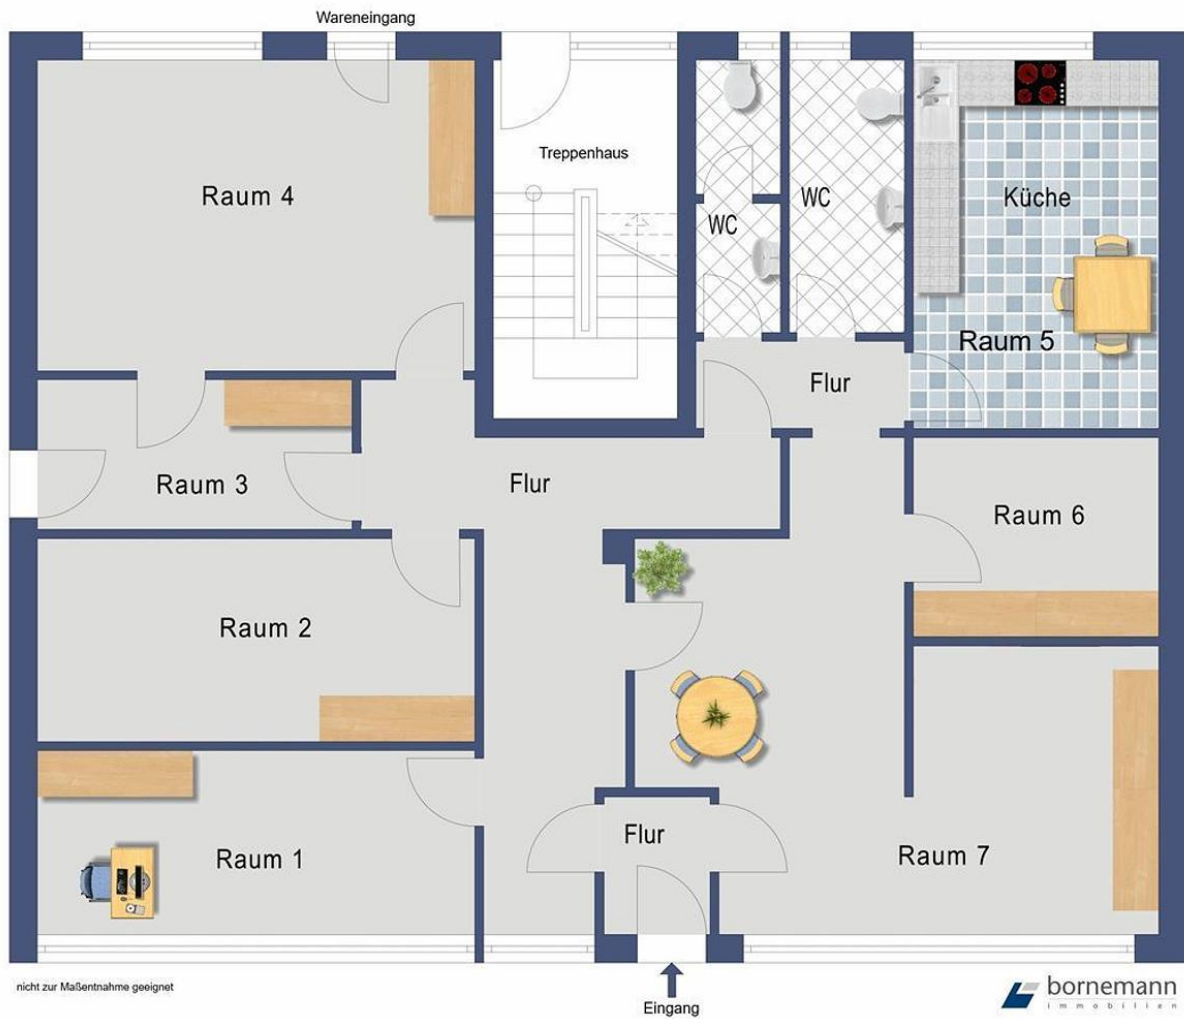 Wareneingang
Treppenhaus
Raum 4
WC
WC
Küche
Raum 5
Flur
Raum 3
Flur
Raum 6
Raum 2
Raum 1
Flur
Raum 7
nicht zur Maßentnahme geeignet
Eingang
bornemann
immobilien